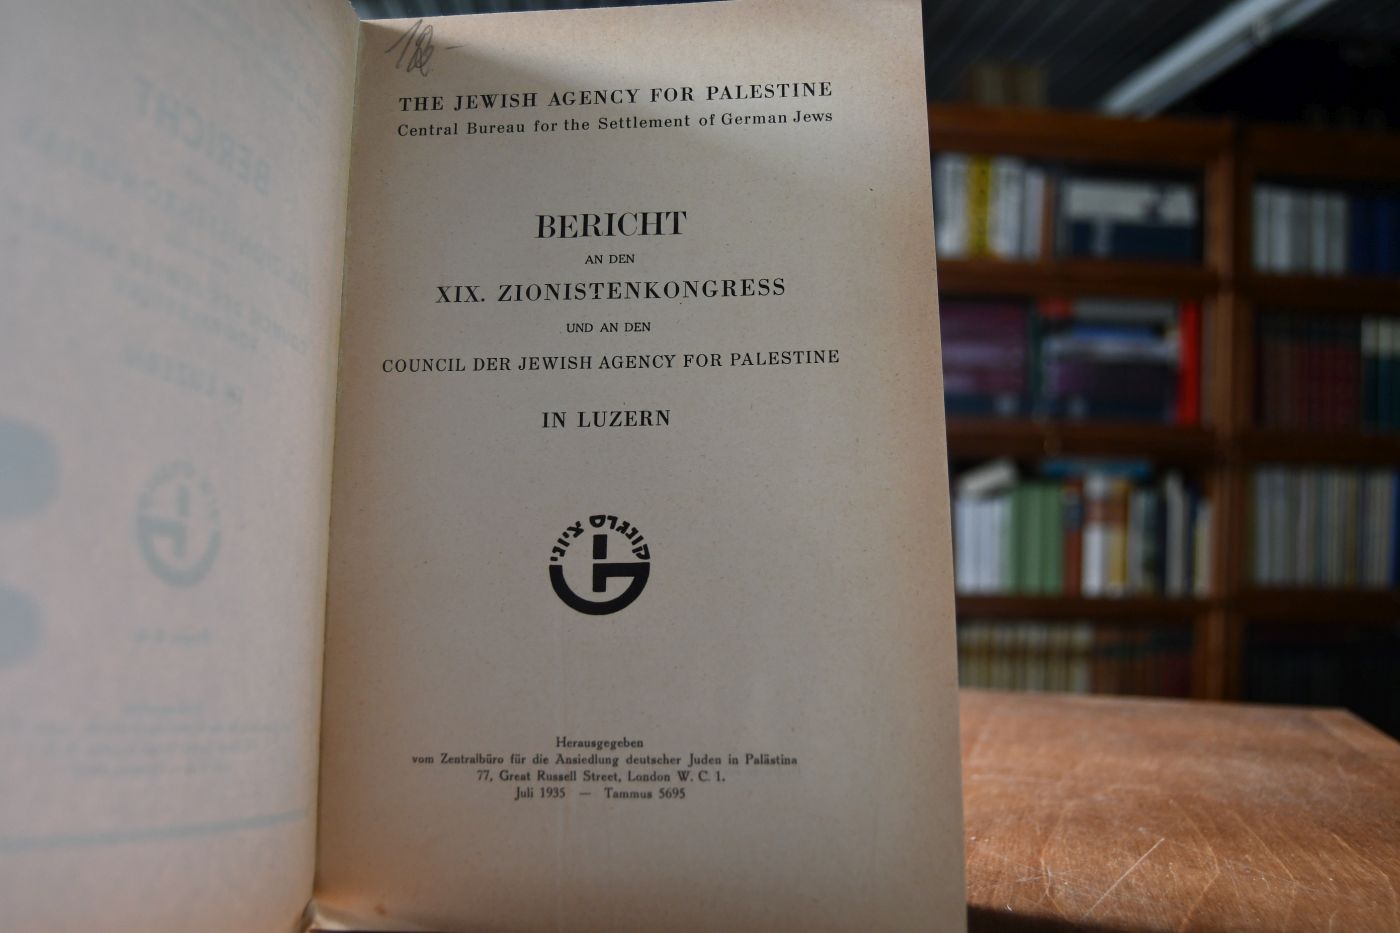 THE JEWISH AGENCY FOR PALESTINE
Central Bureau for the Settlement of German Jews
BERICHT
AN DEN
XIX. ZIONISTENKONGRESS
UND AN DEN
COUNCIL DER JEWISH AGENCY FOR PALESTINE
IN LUZERN
קונגרס ציוני
Herausgegeben
vom Zentralbüro für die Ansiedlung deutscher Juden in Palästina
77, Great Russell Street, London W. C. 1.
Juli 1935 — Tammus 5695